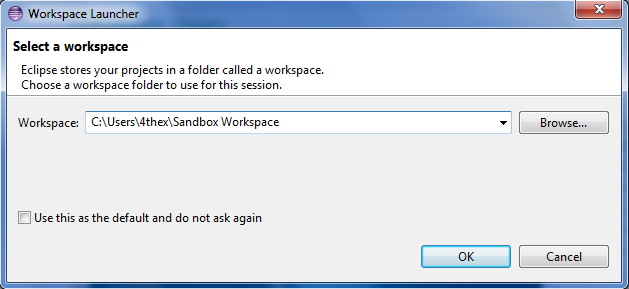 Workspace Launcher
Select a workspace
Eclipse stores your projects in a folder called a workspace.
Choose a workspace folder to use for this session.
Workspace: C:\Users\4thex\Sandbox Workspace Browse...
Use this as the default and do not ask again
OK Cancel